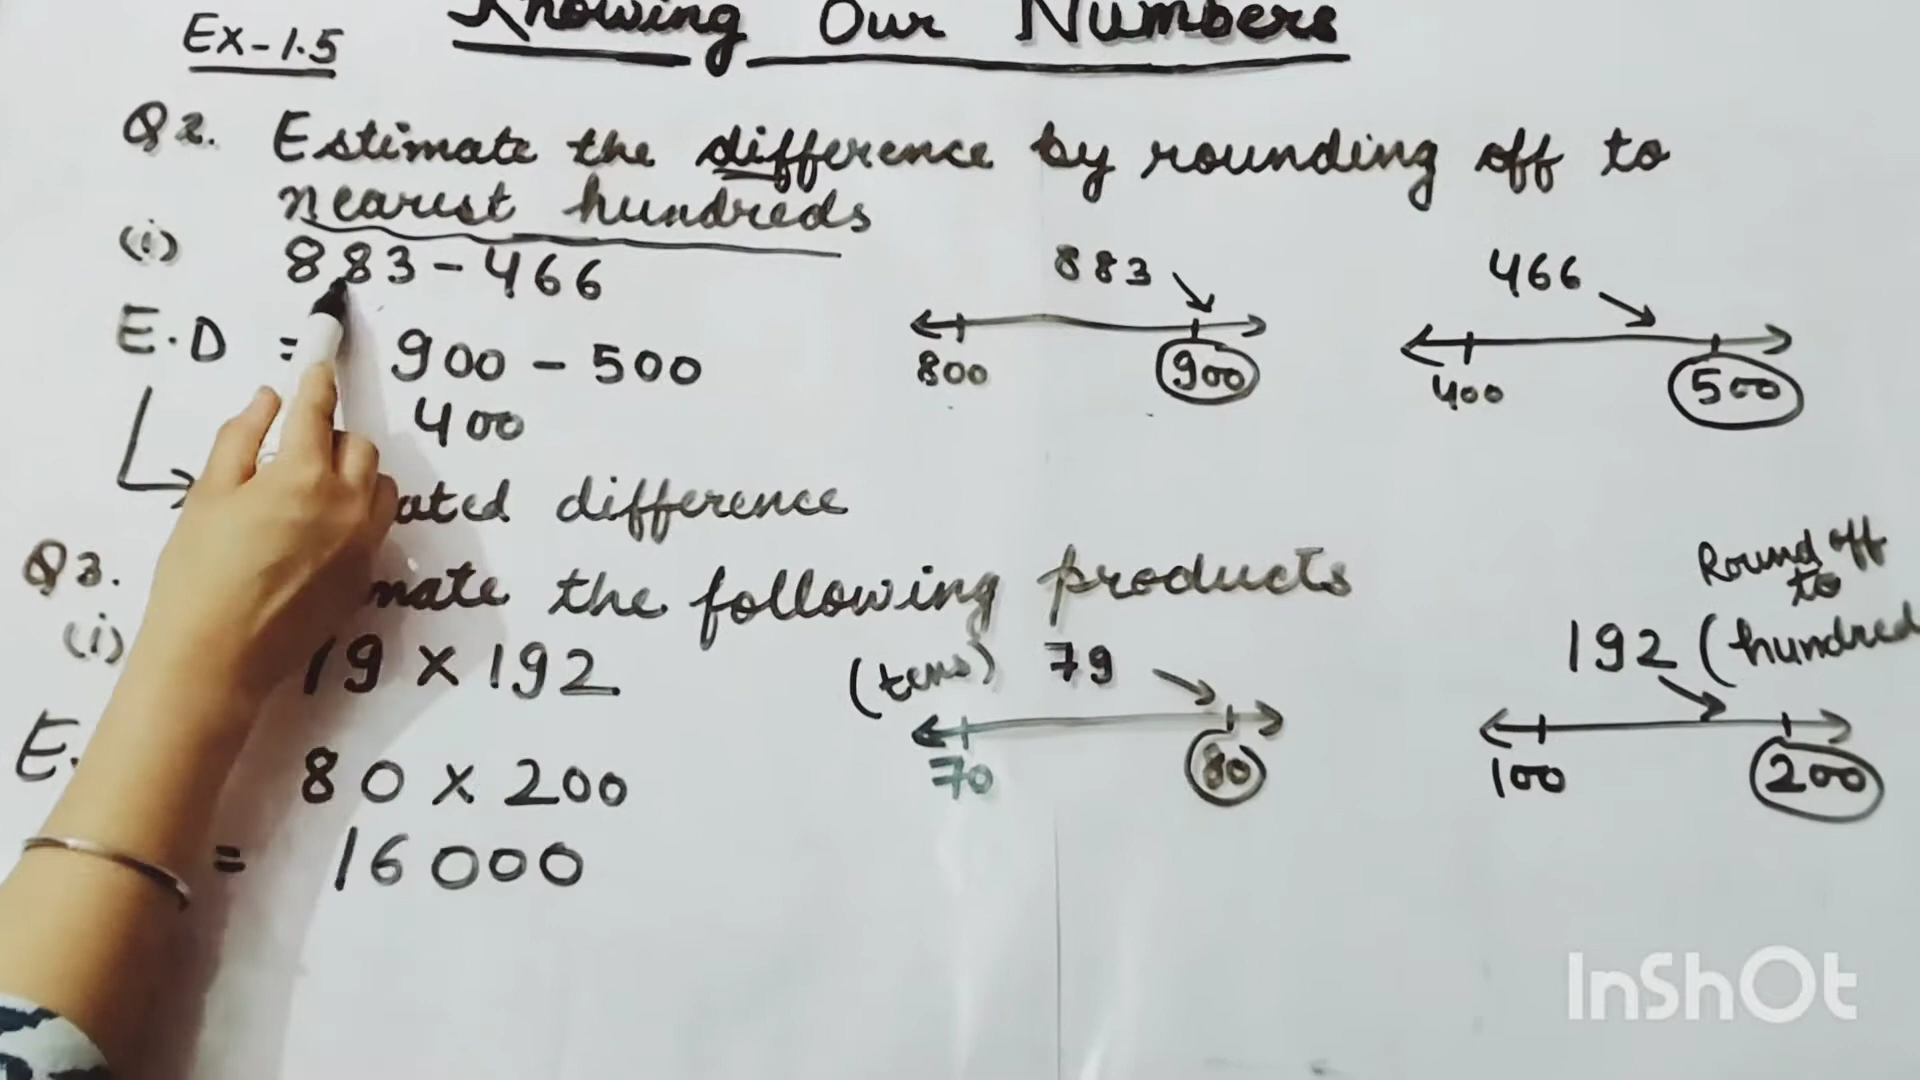 Ex-1.5 Knowing Our Numbers
Q2. Estimate the difference by rounding off to
nearest hundreds
(i) 883 - 466
E.D = 900 - 500
400
ated difference
883
800 900
466
400 500
Q3. mate the following products
(i) 19 x 192
E. 80 x 200
= 16000
(tens) 79
70 80
Round off
to
192 (hundred
100 200
InShOt